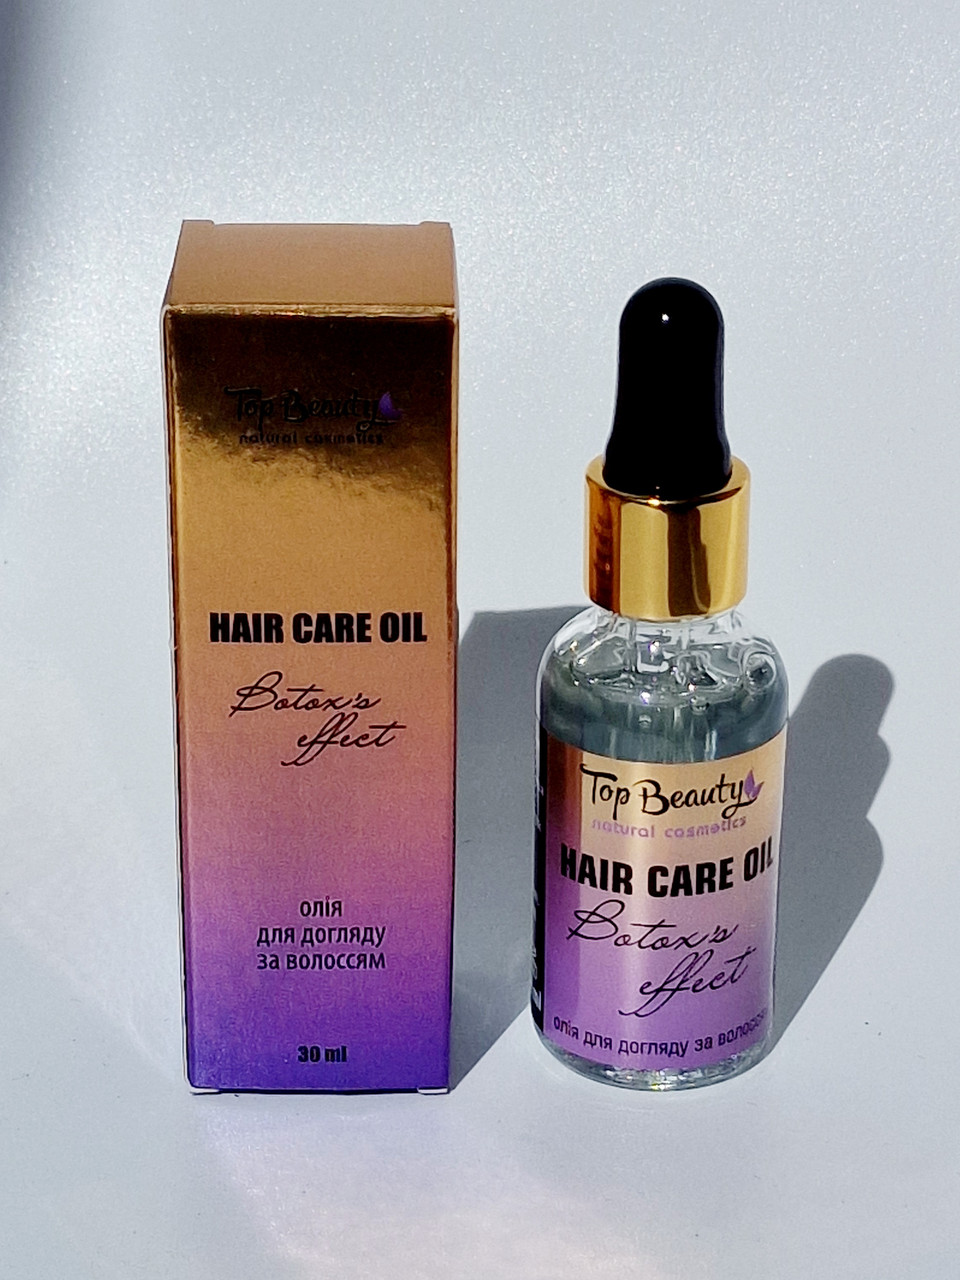 Top Beauty
natural cosmetics
HAIR CARE OIL
Botox's
effect
олія
для догляду
за волоссям
30 ml
Top Beauty
natural cosmetics
HAIR CARE OIL
Botox's
effect
олія для догляду за волоссям